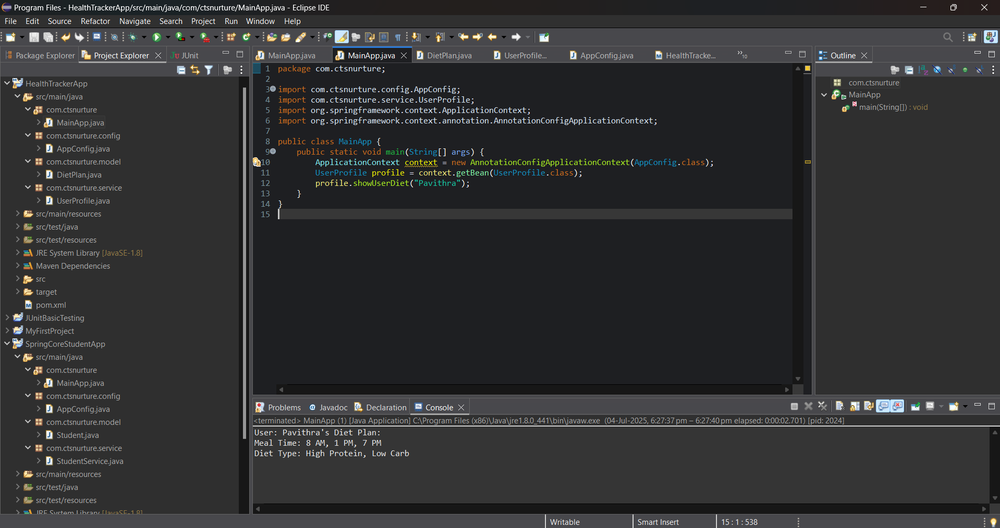 Program Files - HealthTrackerApp/src/main/java/com/ctsnurture/MainApp.java - Eclipse IDE
File Edit Source Refactor Navigate Search Project Run Window Help
Package Explorer Project Explorer JUnit
HealthTrackerApp
src/main/java
com.ctsnurture
MainApp.java
com.ctsnurture.config
AppConfig.java
com.ctsnurture.model
DietPlan.java
com.ctsnurture.service
UserProfile.java
src/main/resources
src/test/java
src/test/resources
JRE System Library [JavaSE-1.8]
Maven Dependencies
src
target
pom.xml
JUnitBasicTesting
MyFirstProject
SpringCoreStudentApp
src/main/java
com.ctsnurture
MainApp.java
com.ctsnurture.config
AppConfig.java
com.ctsnurture.model
Student.java
com.ctsnurture.service
StudentService.java
src/main/resources
src/test/java
src/test/resources
JRE System Library [JavaSE-1.8]
MainApp.java MainApp.java DietPlan.java UserProfile... AppConfig.java HealthTracke... »10
1 package com.ctsnurture;
2
3 import com.ctsnurture.config.AppConfig;
4 import com.ctsnurture.service.UserProfile;
5 import org.springframework.context.ApplicationContext;
6 import org.springframework.context.annotation.AnnotationConfigApplicationContext;
7
8 public class MainApp {
9     public static void main(String[] args) {
10         ApplicationContext context = new AnnotationConfigApplicationContext(AppConfig.class);
11         UserProfile profile = context.getBean(UserProfile.class);
12         profile.showUserDiet("Pavithra");
13     }
14 }
15
Outline
com.ctsnurture
MainApp
main(String[]) : void
Problems @ Javadoc Declaration Console
<terminated> MainApp (1) [Java Application] C:\Program Files (x86)\Java\jre1.8.0_441\bin\javaw.exe (04-Jul-2025, 6:27:37 pm – 6:27:40 pm elapsed: 0:00:02.701) [pid: 2024]
User: Pavithra's Diet Plan:
Meal Time: 8 AM, 1 PM, 7 PM
Diet Type: High Protein, Low Carb
Writable Smart Insert 15 : 1 : 538